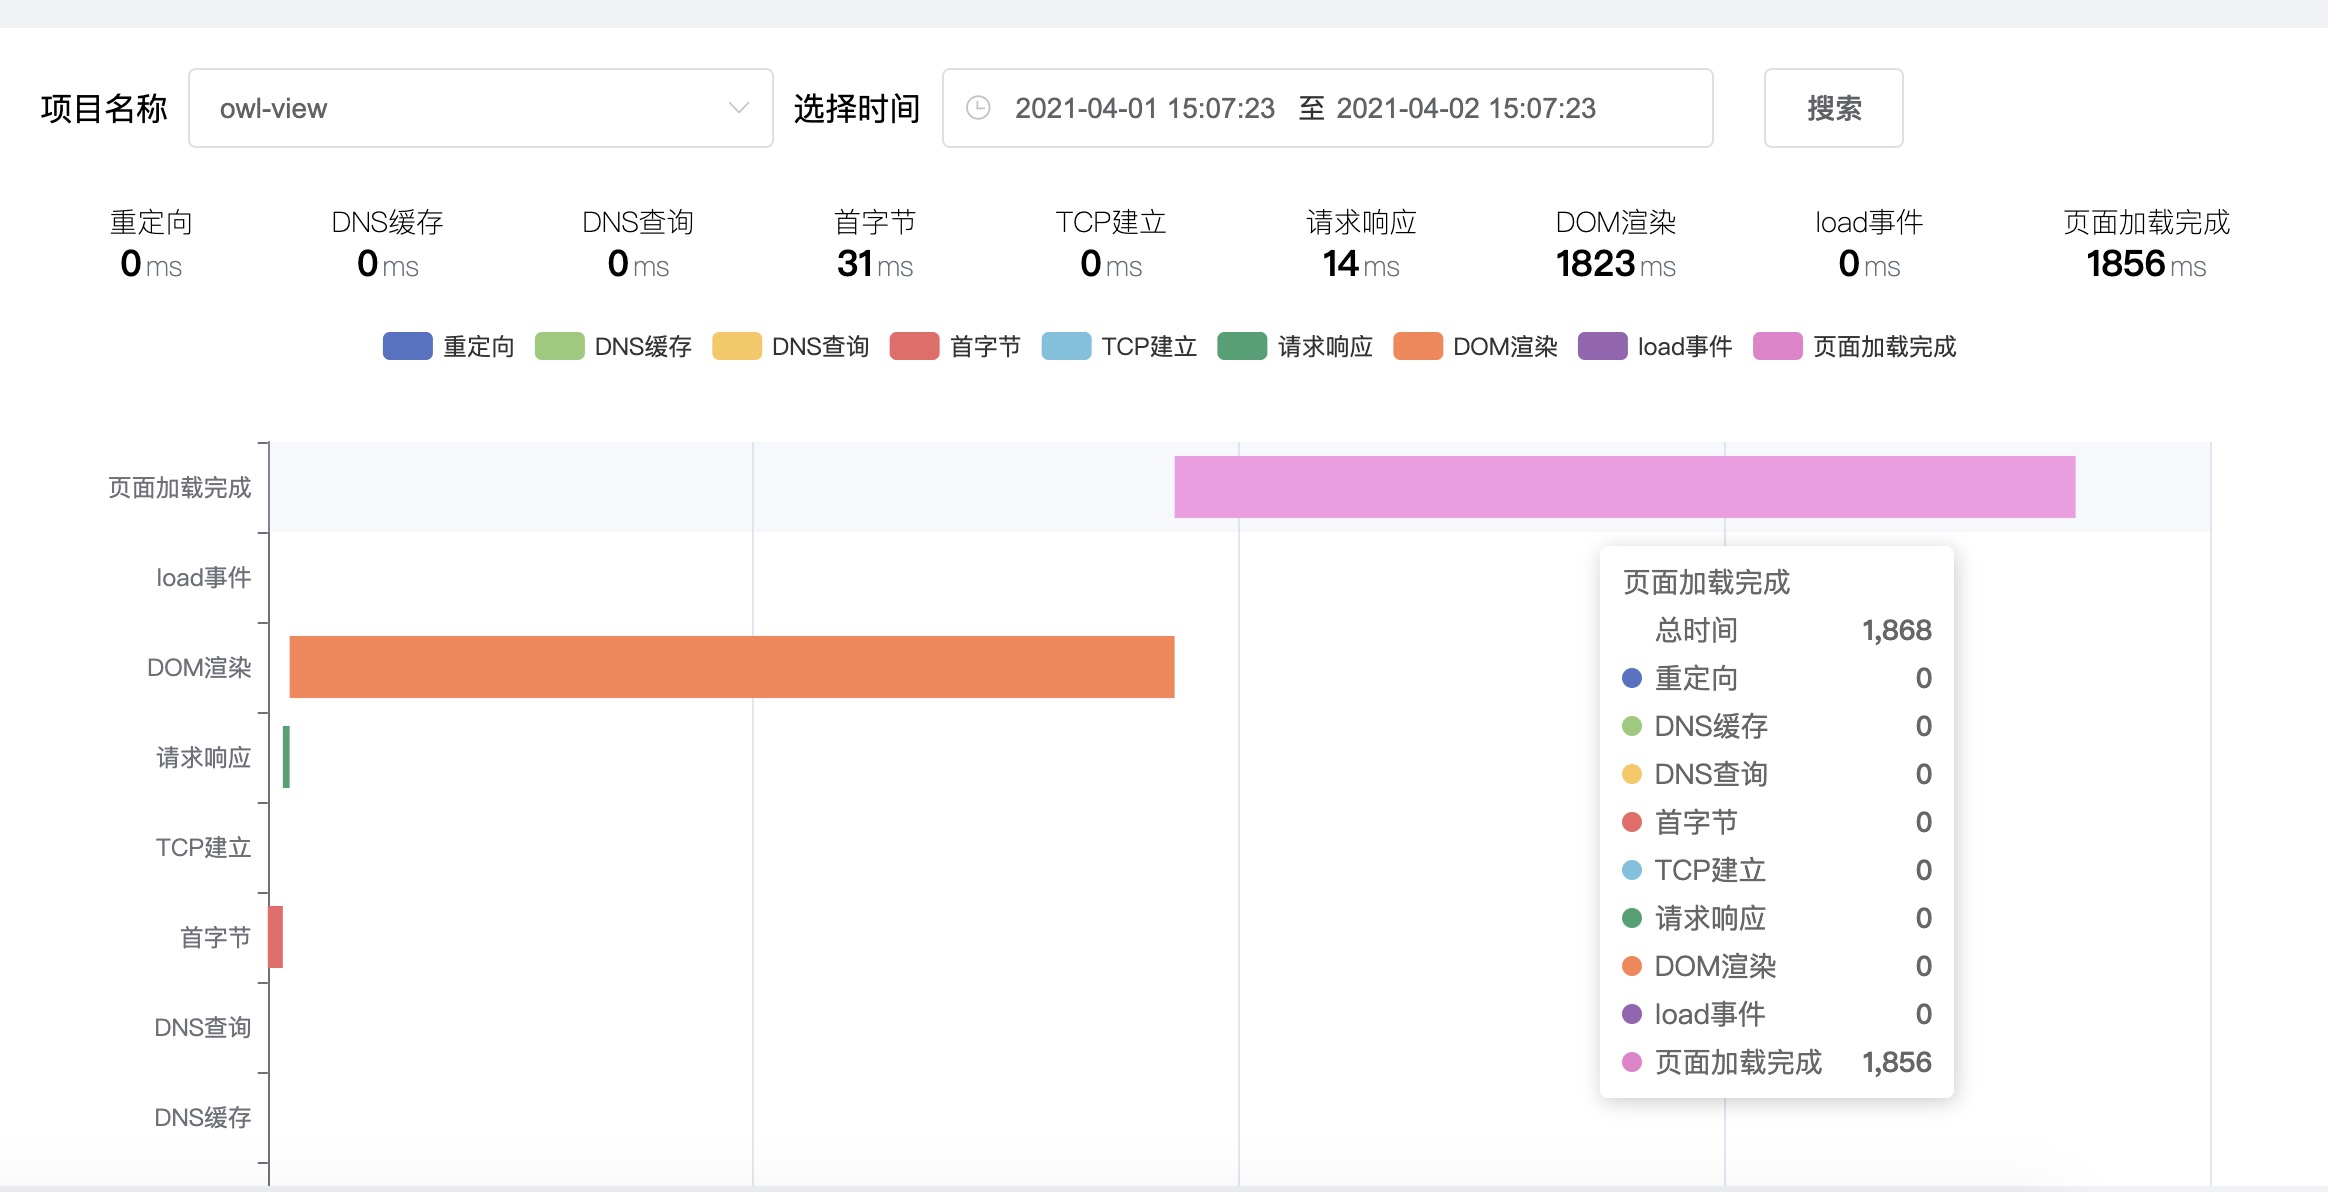 项目名称 owl-view 选择时间 2021-04-01 15:07:23 至 2021-04-02 15:07:23 搜索
重定向 DNS缓存 DNS查询 首字节 TCP建立 请求响应 DOM渲染 load事件 页面加载完成
0 ms 0 ms 0 ms 31 ms 0 ms 14 ms 1823 ms 0 ms 1856 ms
重定向 DNS缓存 DNS查询 首字节 TCP建立 请求响应 DOM渲染 load事件 页面加载完成
页面加载完成
load事件
DOM渲染
请求响应
TCP建立
首字节
DNS查询
DNS缓存
页面加载完成
总时间 1,868
重定向 0
DNS缓存 0
DNS查询 0
首字节 0
TCP建立 0
请求响应 0
DOM渲染 0
load事件 0
页面加载完成 1,856